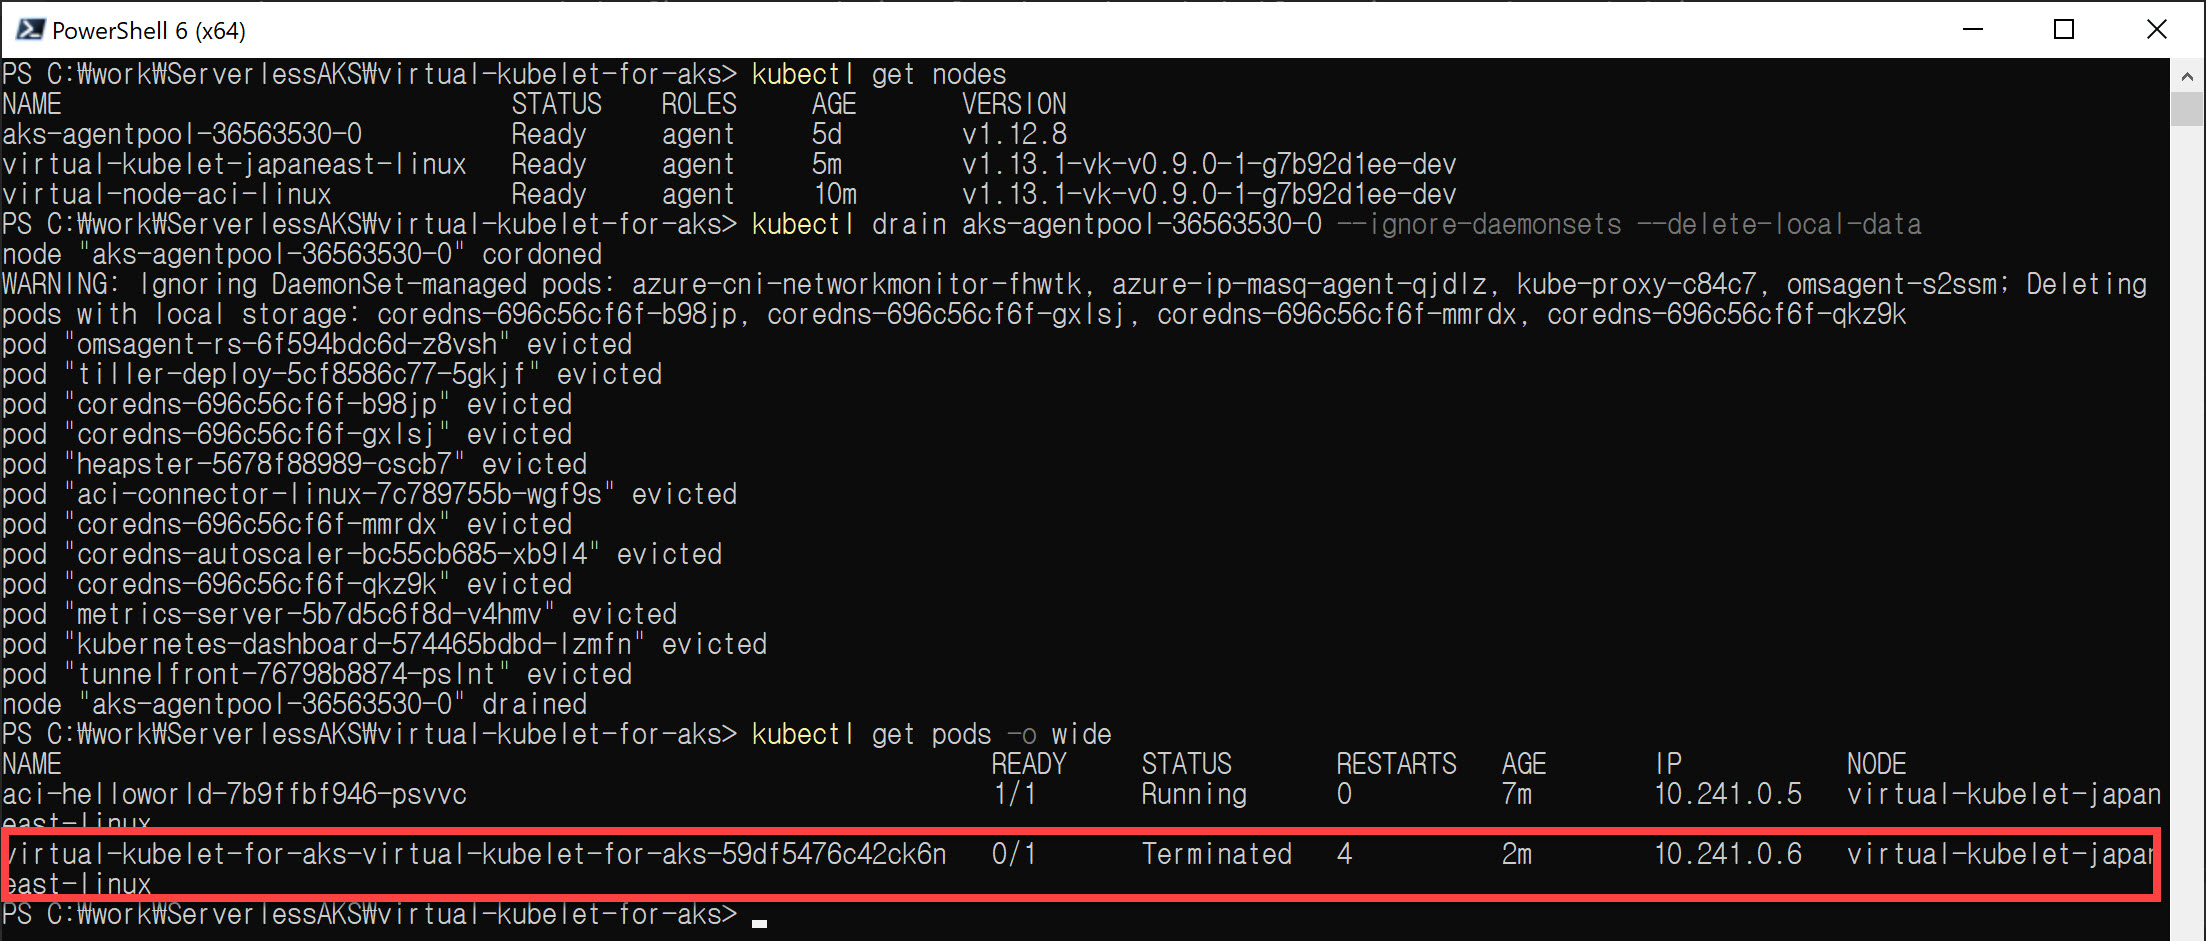 PowerShell 6 (x64)
PS C:₩work₩ServerlessAKS₩virtual-kubelet-for-aks> kubectl get nodes
NAME STATUS ROLES AGE VERSION
aks-agentpool-36563530-0 Ready agent 5d v1.12.8
virtual-kubelet-japaneast-linux Ready agent 5m v1.13.1-vk-v0.9.0-1-g7b92d1ee-dev
virtual-node-aci-linux Ready agent 10m v1.13.1-vk-v0.9.0-1-g7b92d1ee-dev
PS C:₩work₩ServerlessAKS₩virtual-kubelet-for-aks> kubectl drain aks-agentpool-36563530-0 --ignore-daemonsets --delete-local-data
node "aks-agentpool-36563530-0" cordoned
WARNING: Ignoring DaemonSet-managed pods: azure-cni-networkmonitor-fhwtk, azure-ip-masq-agent-qjdlz, kube-proxy-c84c7, omsagent-s2ssm; Deleting
pods with local storage: coredns-696c56cf6f-b98jp, coredns-696c56cf6f-gxlsj, coredns-696c56cf6f-mmrdx, coredns-696c56cf6f-qkz9k
pod "omsagent-rs-6f594bdc6d-z8vsh" evicted
pod "tiller-deploy-5cf8586c77-5gkjf" evicted
pod "coredns-696c56cf6f-b98jp" evicted
pod "coredns-696c56cf6f-gxlsj" evicted
pod "heapster-5678f88989-cscb7" evicted
pod "aci-connector-linux-7c789755b-wgf9s" evicted
pod "coredns-696c56cf6f-mmrdx" evicted
pod "coredns-autoscaler-bc55cb685-xb9l4" evicted
pod "coredns-696c56cf6f-qkz9k" evicted
pod "metrics-server-5b7d5c6f8d-v4hmv" evicted
pod "kubernetes-dashboard-574465bdbd-lzmfn" evicted
pod "tunnelfront-76798b8874-pslnt" evicted
node "aks-agentpool-36563530-0" drained
PS C:₩work₩ServerlessAKS₩virtual-kubelet-for-aks> kubectl get pods -o wide
NAME READY STATUS RESTARTS AGE IP NODE
aci-helloworld-7b9ffbf946-psvvc 1/1 Running 0 7m 10.241.0.5 virtual-kubelet-japan
east-linux
virtual-kubelet-for-aks-virtual-kubelet-for-aks-59df5476c42ck6n 0/1 Terminated 4 2m 10.241.0.6 virtual-kubelet-japan
east-linux
PS C:₩work₩ServerlessAKS₩virtual-kubelet-for-aks>